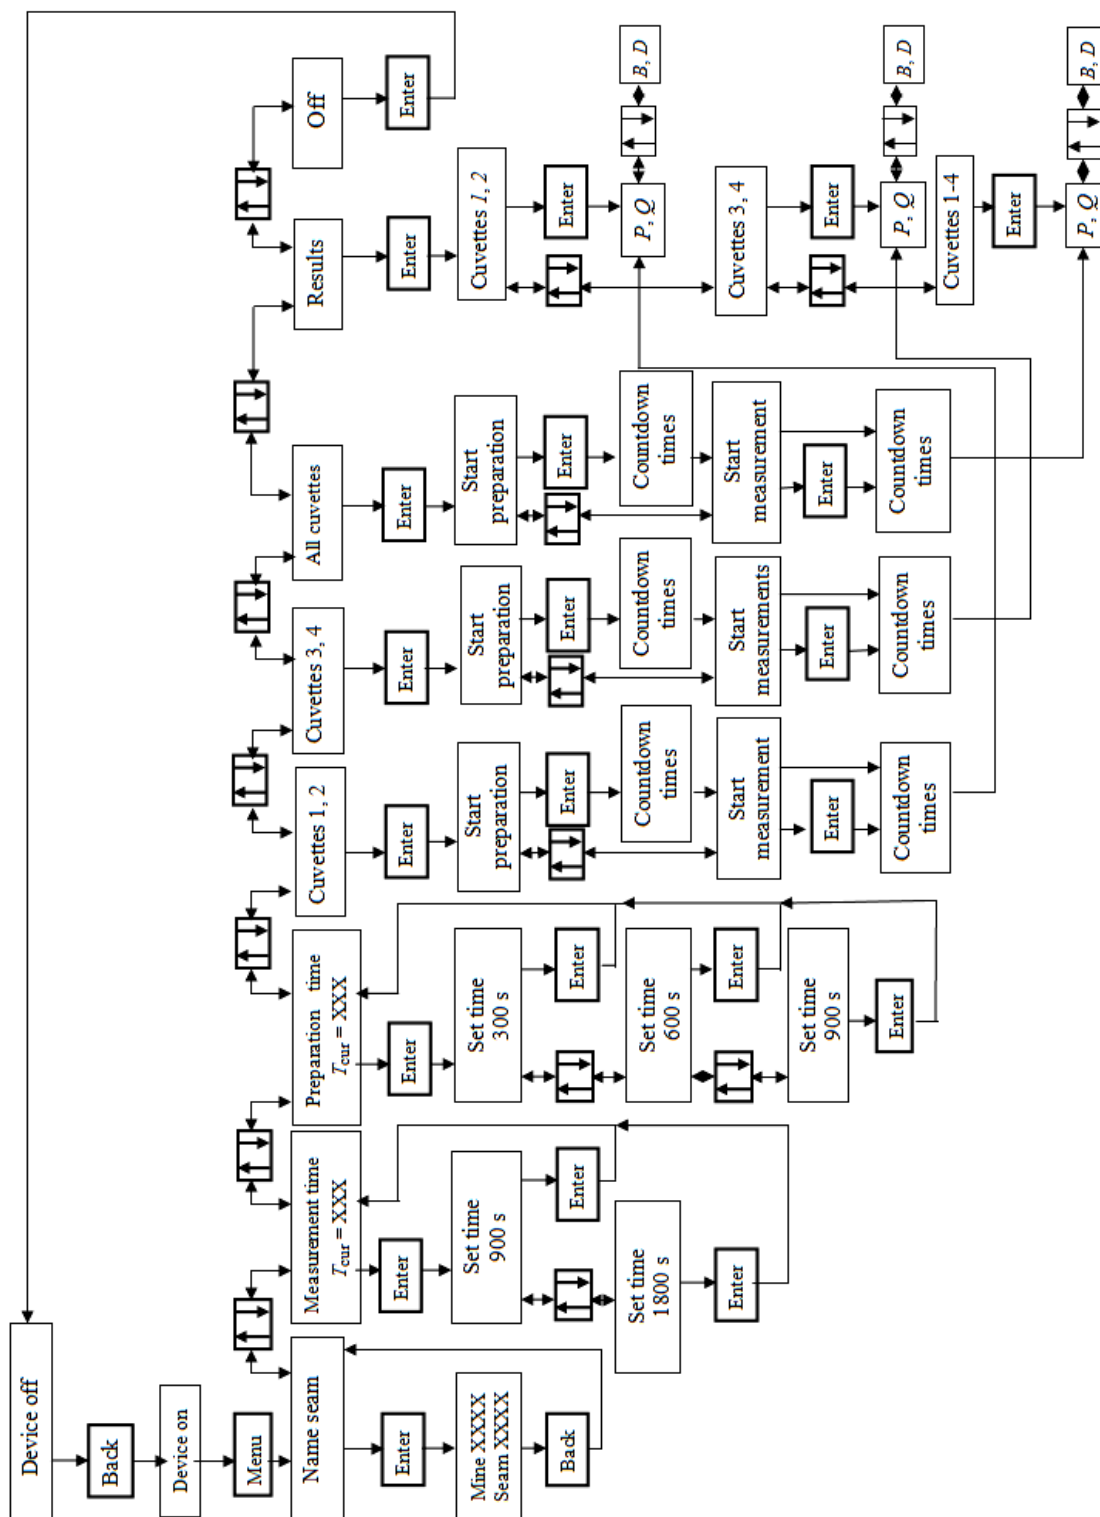 Device off
Back
Device on
Menu
Name seam
Enter
Mine XXXX
Seam XXXX
Back
Measurement time
Tcur = XXX
Enter
Set time
900 s
Enter
Set time
1800 s
Enter
Preparation time
Tcur = XXX
Enter
Set time
300 s
Enter
Set time
600 s
Enter
Set time
900 s
Enter
Cuvettes 1, 2
Enter
Start
preparation
Enter
Countdown
times
Start
measurement
Enter
Countdown
times
Cuvettes 3, 4
Enter
Start
preparation
Enter
Countdown
times
Start
measurements
Enter
Countdown
times
All cuvettes
Enter
Start
preparation
Enter
Countdown
times
Start
measurement
Enter
Countdown
times
Results
Enter
Cuvettes 1, 2
Enter
P, Q
B, D
Cuvettes 3, 4
Enter
P, Q
B, D
Cuvettes 1-4
Enter
P, Q
B, D
Off
Enter